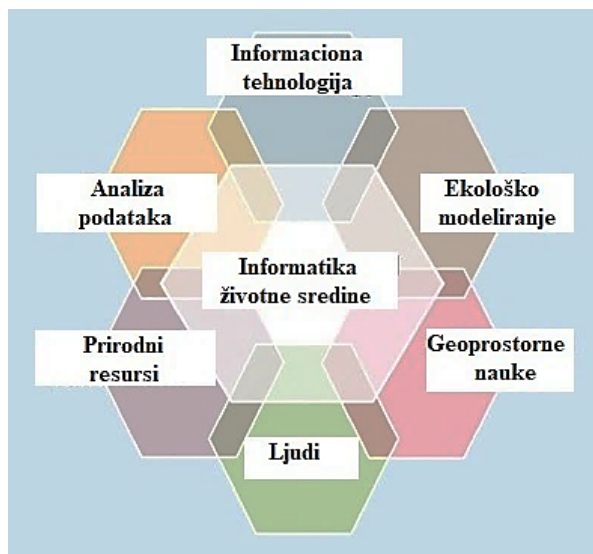 Informaciona
tehnologija
Analiza
podataka
Ekološko
modeliranje
Informatika
životne sredine
Prirodni
resursi
Geoprostorne
nauke
Ljudi